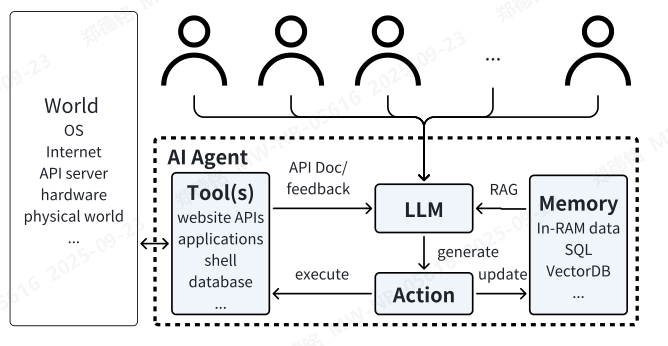 World
OS
Internet
API server
hardware
physical world
...
...
AI Agent
Tool(s)
website APIs
applications
shell
database
...
API Doc/
feedback
LLM
RAG
Memory
In-RAM data
SQL
VectorDB
...
generate
execute
Action
update